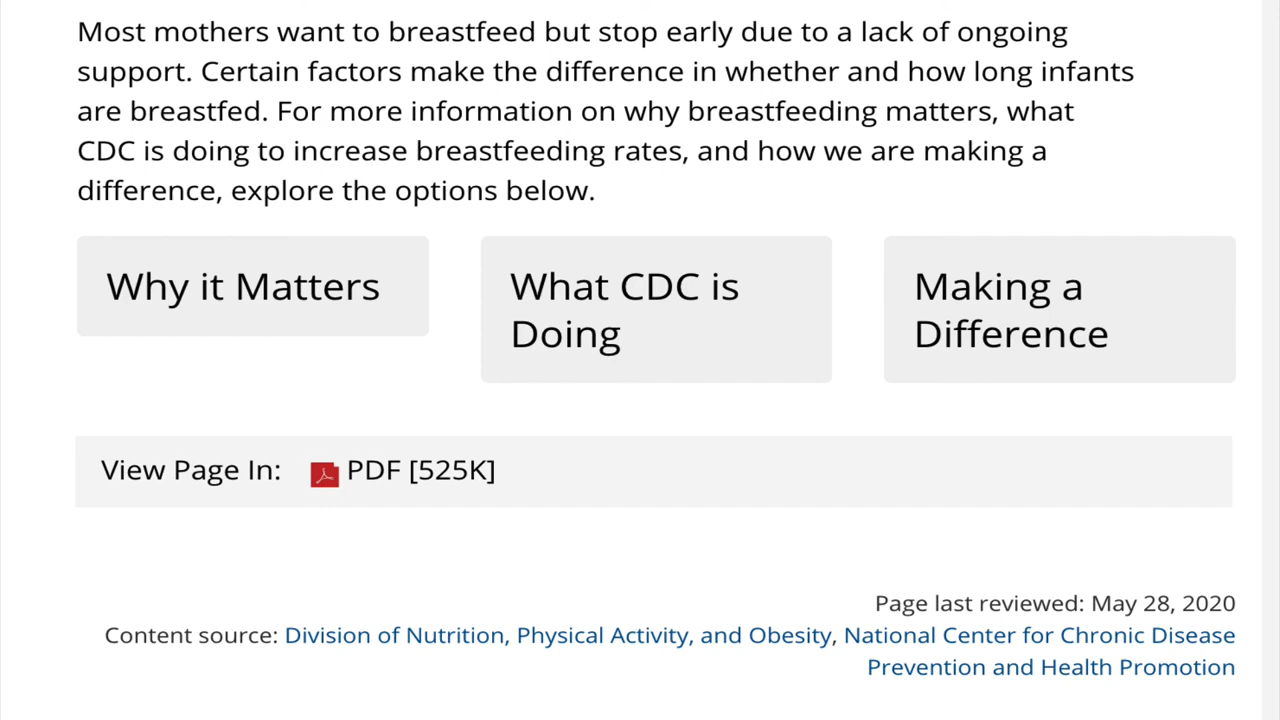 Most mothers want to breastfeed but stop early due to a lack of ongoing
support. Certain factors make the difference in whether and how long infants
are breastfed. For more information on why breastfeeding matters, what
CDC is doing to increase breastfeeding rates, and how we are making a
difference, explore the options below.
Why it Matters
What CDC is
Doing
Making a
Difference
View Page In: PDF [525K]
Page last reviewed: May 28, 2020
Content source: Division of Nutrition, Physical Activity, and Obesity, National Center for Chronic Disease
Prevention and Health Promotion